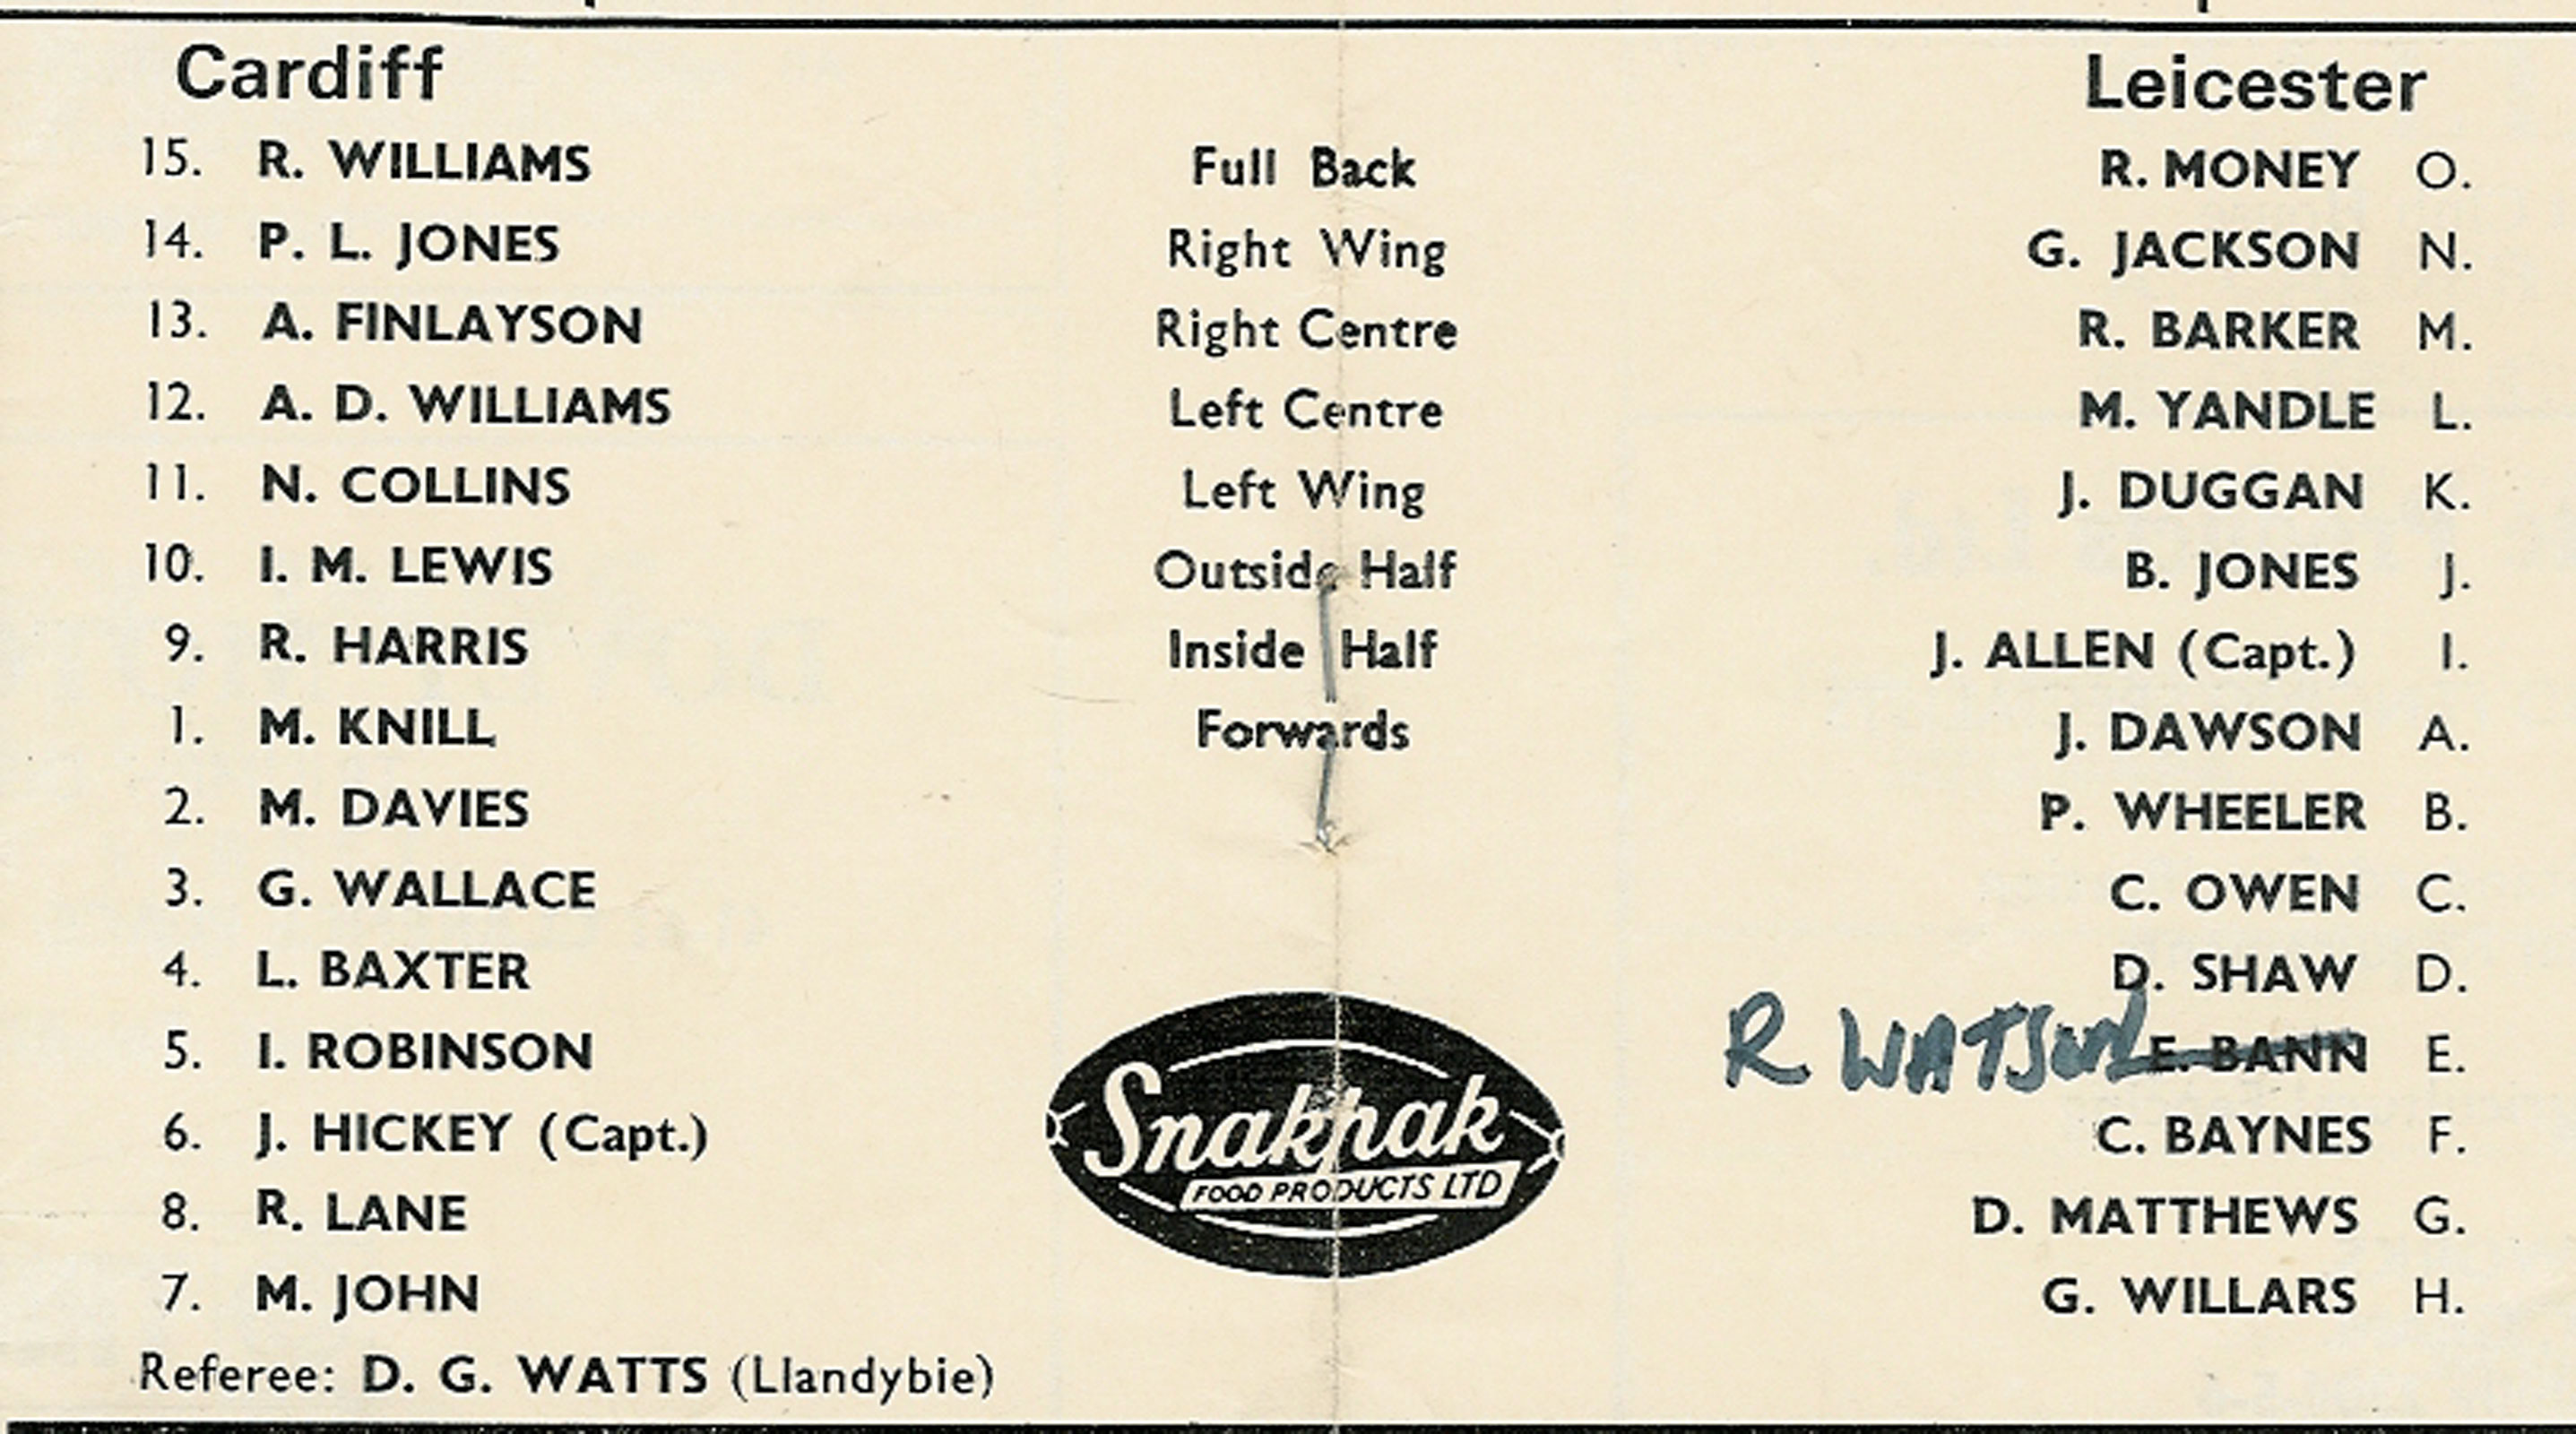 Cardiff Leicester
15. R. WILLIAMS Full Back R. MONEY O.
14. P. L. JONES Right Wing G. JACKSON N.
13. A. FINLAYSON Right Centre R. BARKER M.
12. A. D. WILLIAMS Left Centre M. YANDLE L.
11. N. COLLINS Left Wing J. DUGGAN K.
10. I. M. LEWIS Outside Half B. JONES J.
9. R. HARRIS Inside Half J. ALLEN (Capt.) I.
1. M. KNILL Forwards J. DAWSON A.
2. M. DAVIES P. WHEELER B.
3. G. WALLACE C. OWEN C.
4. L. BAXTER D. SHAW D.
5. I. ROBINSON R WATSON E. BANN E.
6. J. HICKEY (Capt.) C. BAYNES F.
8. R. LANE D. MATTHEWS G.
7. M. JOHN G. WILLARS H.
Snakpak
FOOD PRODUCTS LTD
Referee: D. G. WATTS (Llandybie)